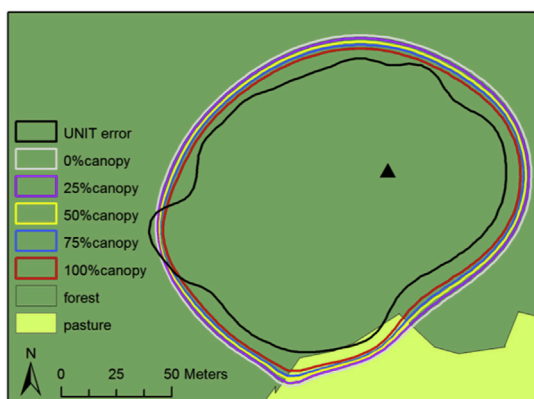 UNIT error
0%canopy
25%canopy
50%canopy
75%canopy
100%canopy
forest
pasture
N
0 25 50 Meters